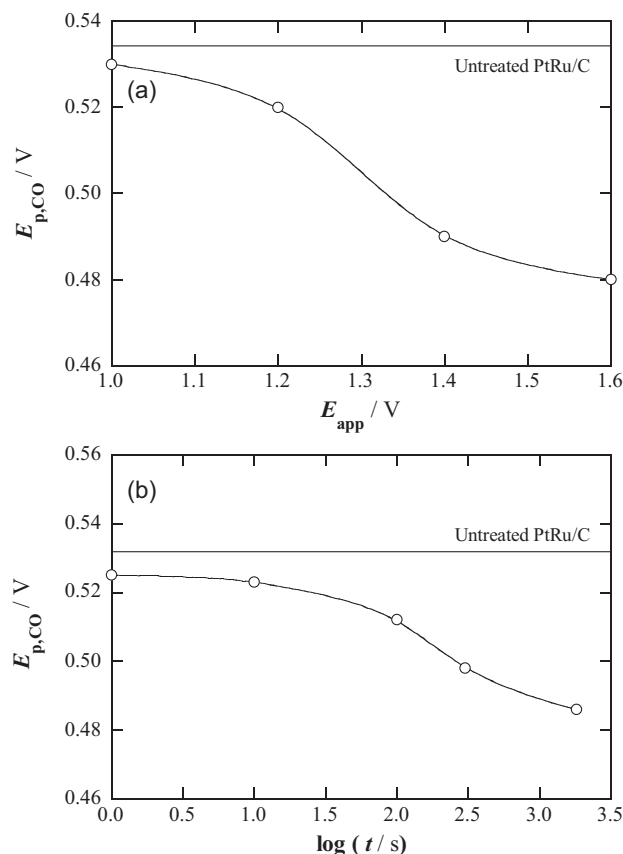 0.54
0.52
0.50
0.48
0.46
E p,CO / V
(a)
Untreated PtRu/C
1.0 1.1 1.2 1.3 1.4 1.5 1.6
E app / V
0.56
0.54
0.52
0.50
0.48
0.46
E p,CO / V
(b)
Untreated PtRu/C
0.0 0.5 1.0 1.5 2.0 2.5 3.0 3.5
log ( t / s)